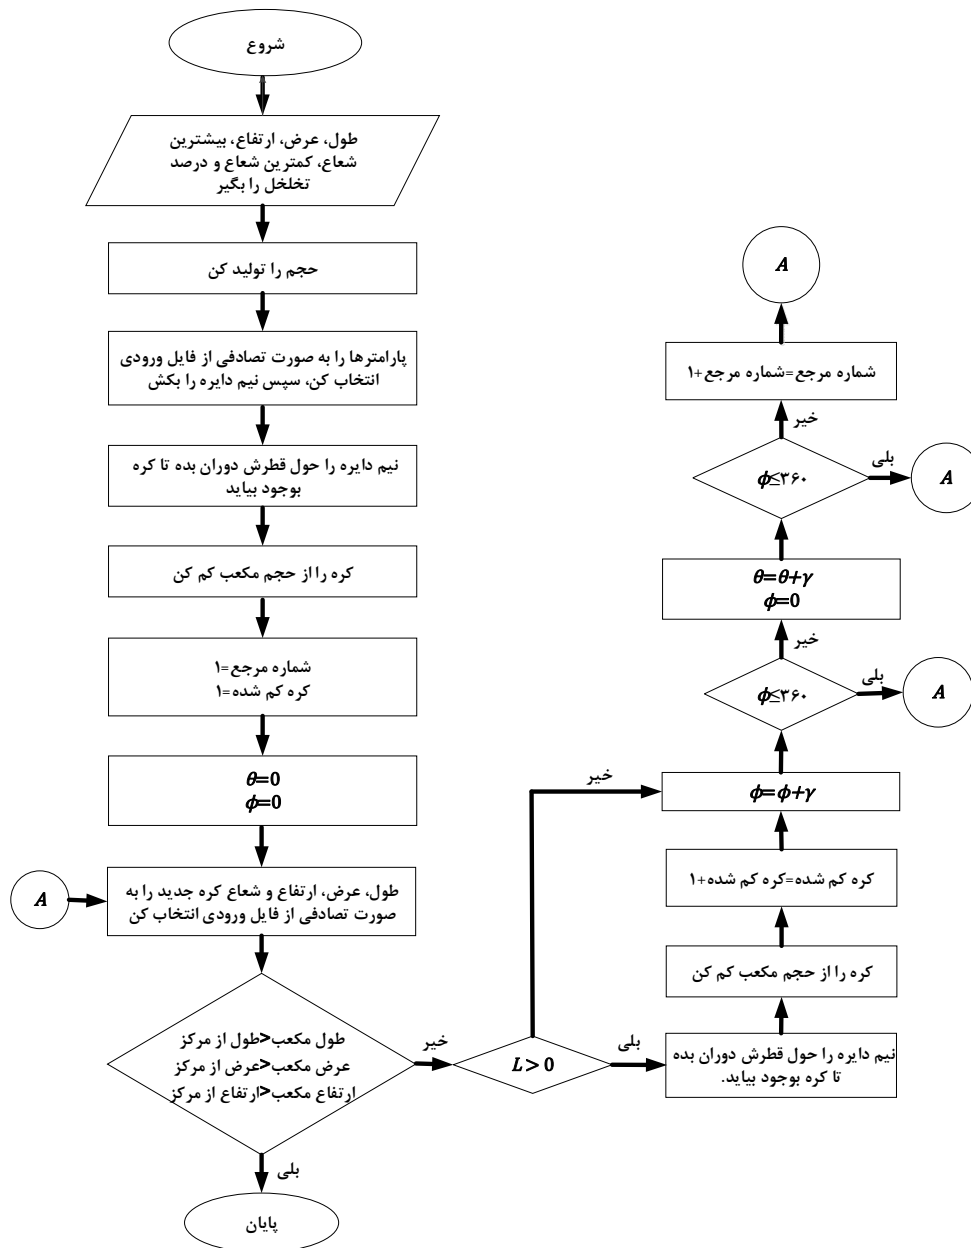 شروع
طول، عرض، ارتفاع، بیشترین
شعاع، کمترین شعاع و درصد
تخلخل را بگیر
حجم را تولید کن
پارامترها را به صورت تصادفی از فایل ورودی
انتخاب کن، سپس نیم دایره را بکش
نیم دایره را حول قطرش دوران بده تا کره
بوجود بیاید
کره را از حجم مکعب کم کن
شماره مرجع=۱
کره کم شده=۱
θ=0
ϕ=0
A
طول، عرض، ارتفاع و شعاع کره جدید را به
صورت تصادفی از فایل ورودی انتخاب کن
طول مکعب<طول از مرکز
عرض مکعب<عرض از مرکز
ارتفاع مکعب<ارتفاع از مرکز
بلی
پایان
خیر
L > 0
خیر
بلی
نیم دایره را حول قطرش دوران بده
تا کره بوجود بیاید.
کره را از حجم مکعب کم کن
کره کم شده=کره کم شده+۱
ϕ=ϕ+γ
ϕ≤۳۶۰
بلی
A
خیر
θ=θ+γ
ϕ=0
ϕ≤۳۶۰
بلی
A
خیر
شماره مرجع=شماره مرجع+۱
A